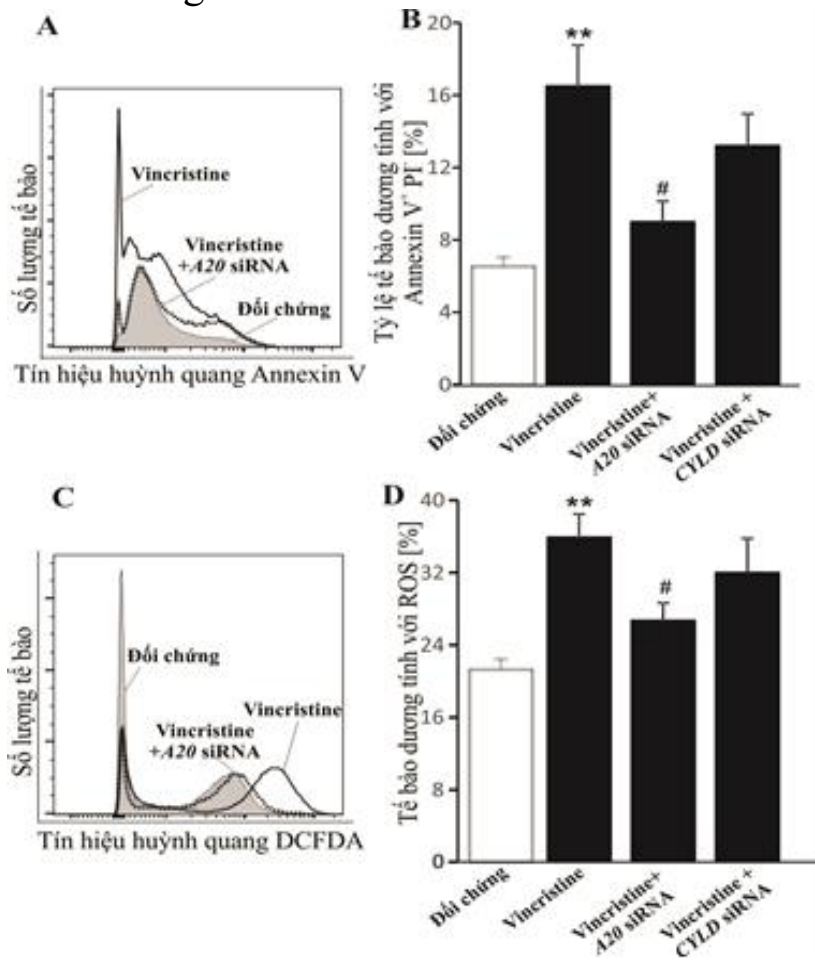 A
Số lượng tế bào
Vincristine
Vincristine
+A20 siRNA
Đối chứng
Tín hiệu huỳnh quang Annexin V
B
Tỷ lệ tế bào dương tính với
Annexin V⁺ PI⁻ [%]
20
16
12
8
4
0
**
#
Đối chứng
Vincristine
Vincristine+
A20 siRNA
Vincristine +
CYLD siRNA
C
Số lượng tế bào
Đối chứng
Vincristine
Vincristine
+A20 siRNA
Tín hiệu huỳnh quang DCFDA
D
Tế bào dương tính với ROS [%]
40
32
24
16
8
0
**
#
Đối chứng
Vincristine
Vincristine+
A20 siRNA
Vincristine +
CYLD siRNA